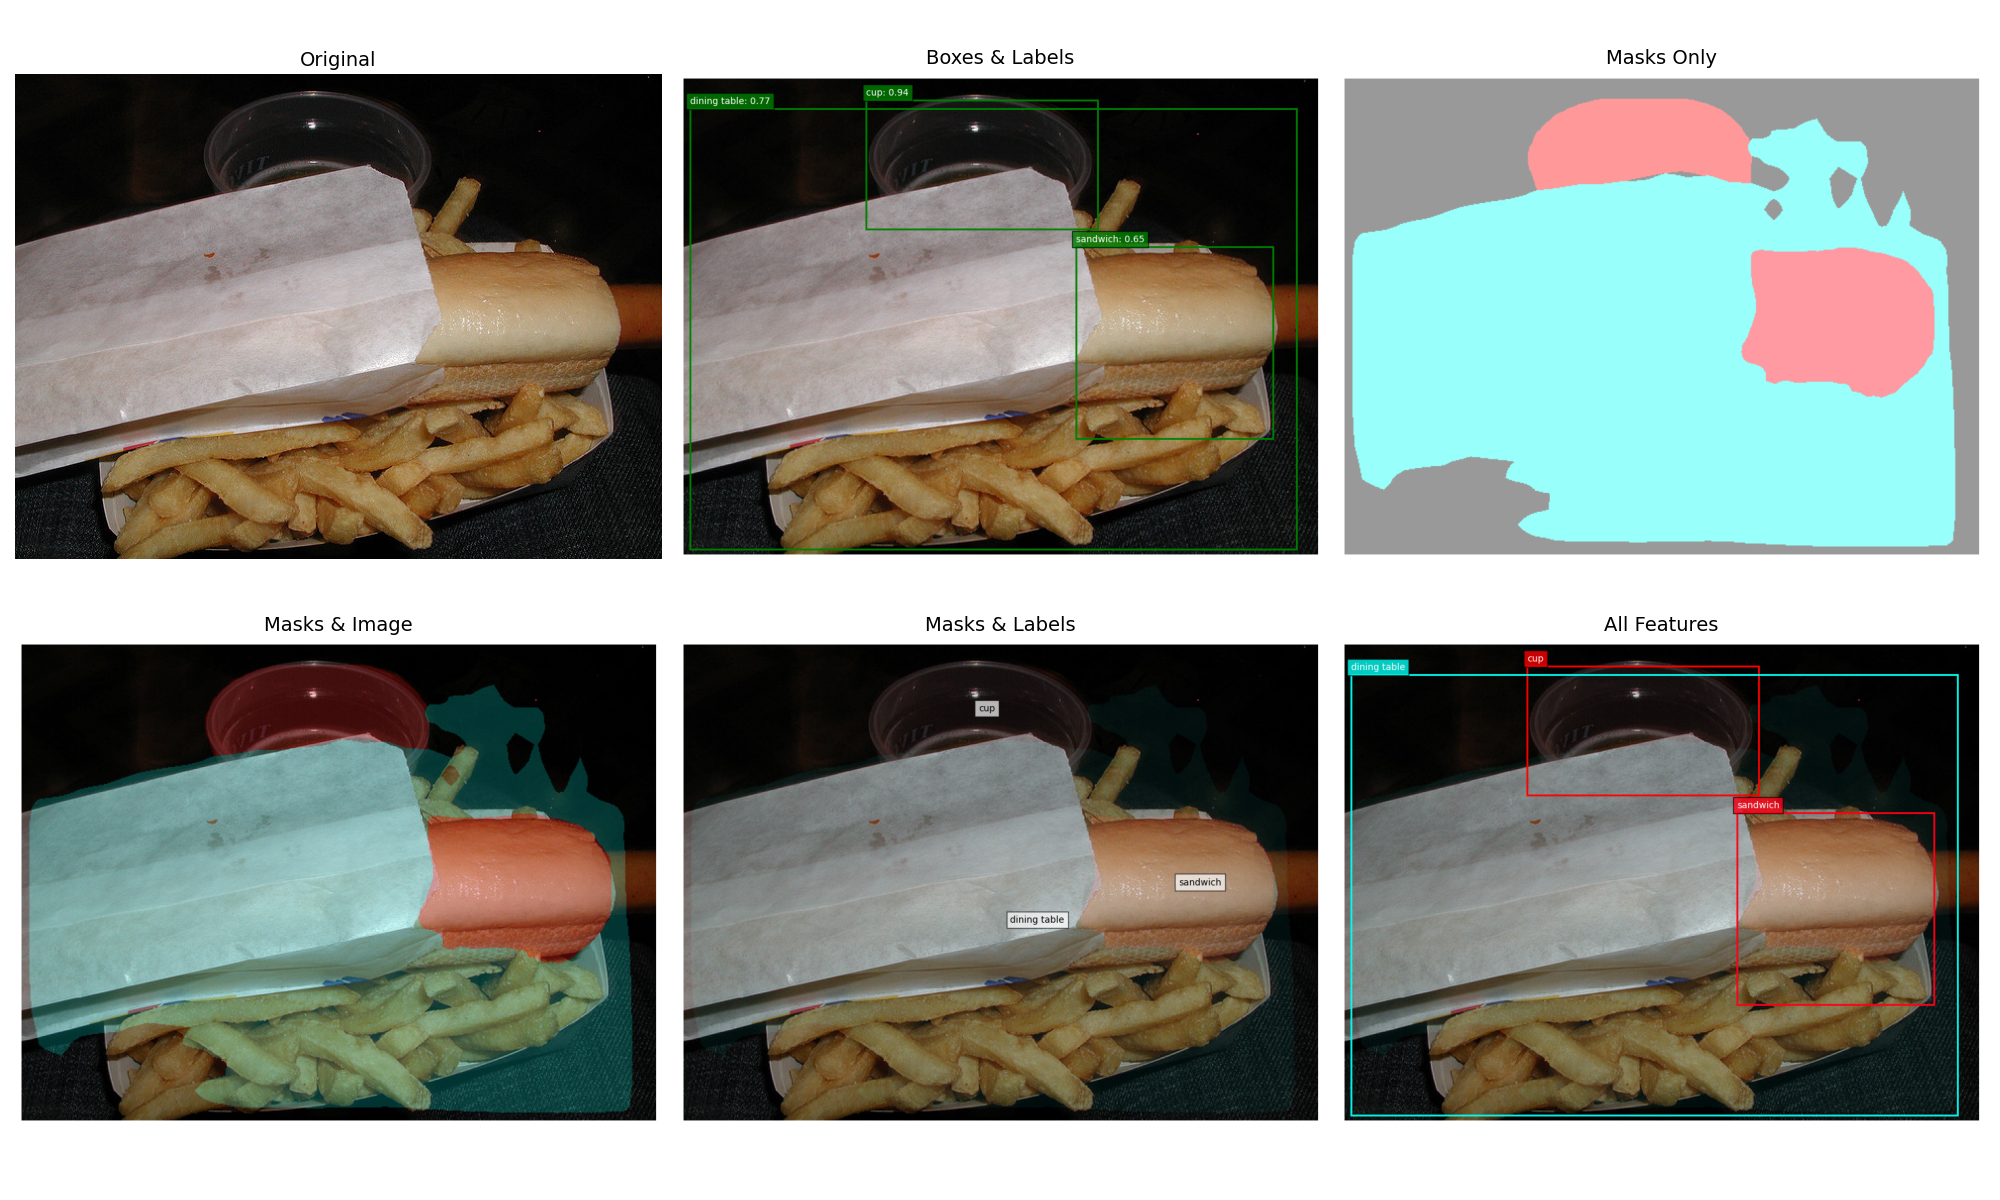 Original
Boxes & Labels
Masks Only
dining table: 0.77
cup: 0.94
sandwich: 0.65
Masks & Image
Masks & Labels
All Features
cup
sandwich
dining table
dining table
cup
sandwich